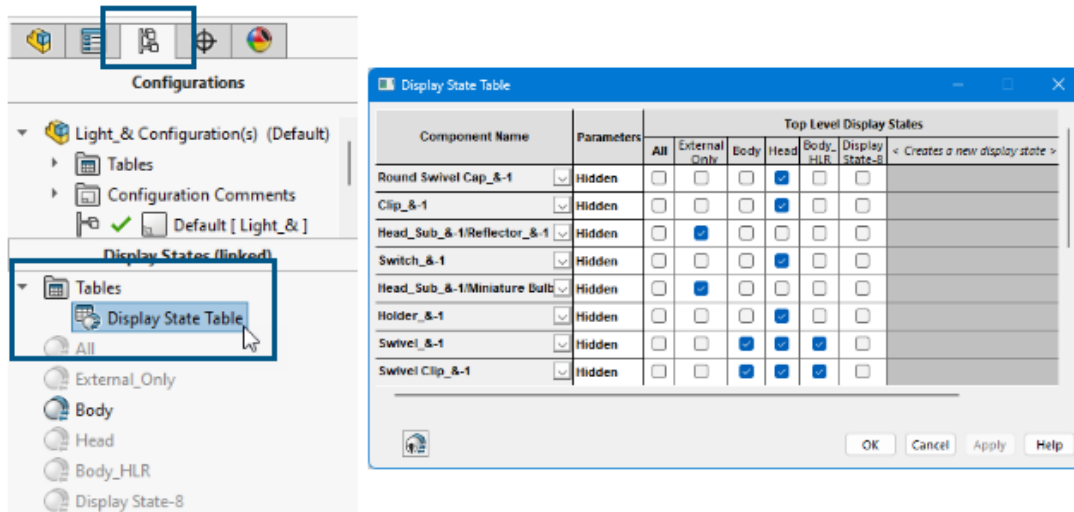 Configurations
Light_& Configuration(s) (Default)
Tables
Configuration Comments
Default [ Light_& ]
Display States (linked)
Tables
Display State Table
All
External_Only
Body
Head
Body_HLR
Display State-8
Display State Table
Component Name
Parameters
Top Level Display States
All
External Only
Body
Head
Body_HLR
Display State-8
< Creates a new display state >
Round Swivel Cap_&-1 Hidden
Clip_&-1 Hidden
Head_Sub_&-1/Reflector_&-1 Hidden
Switch_&-1 Hidden
Head_Sub_&-1/Miniature Bulb Hidden
Holder_&-1 Hidden
Swivel_&-1 Hidden
Swivel Clip_&-1 Hidden
OK Cancel Apply Help